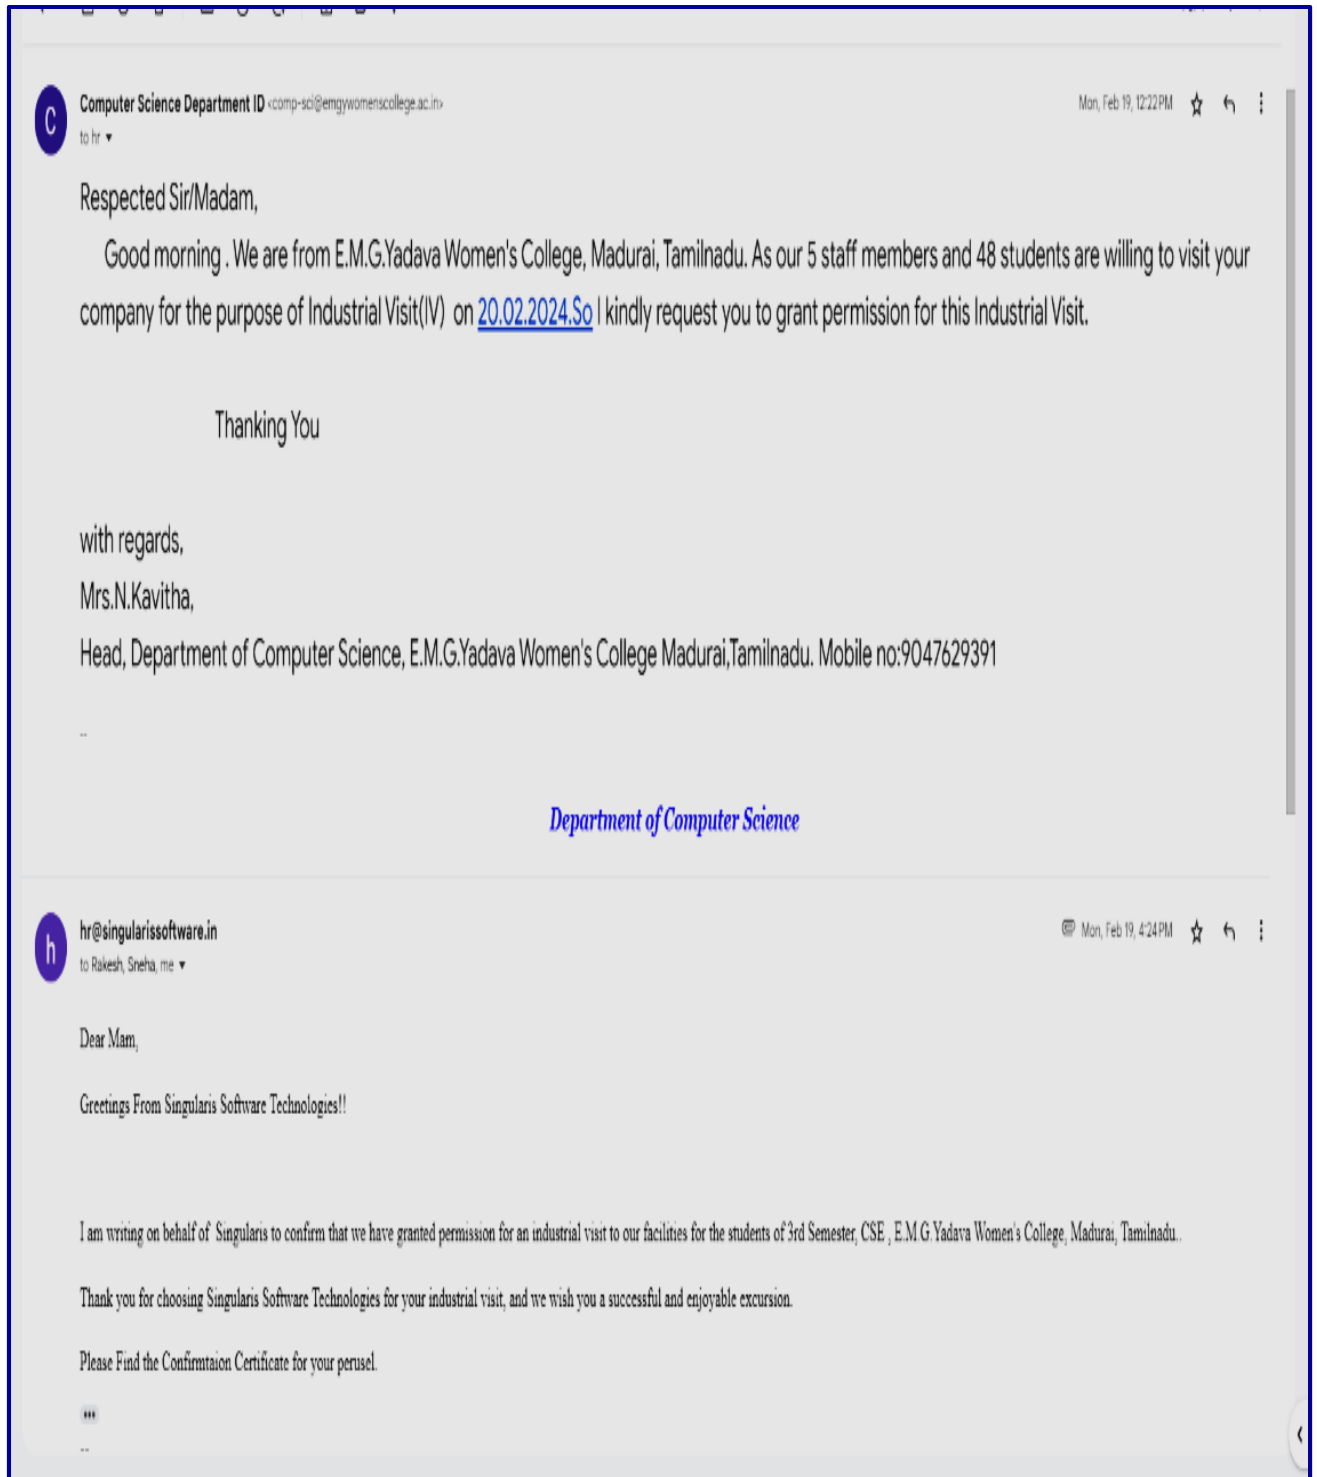 C
Computer Science Department ID <comp-sci@emgywomenscollege.ac.in>
Mon, Feb 19, 12:22 PM
to hr
Respected Sir/Madam,
Good morning . We are from E.M.G.Yadava Women's College, Madurai, Tamilnadu. As our 5 staff members and 48 students are willing to visit your
company for the purpose of Industrial Visit(IV) on 20.02.2024.So I kindly request you to grant permission for this Industrial Visit.
Thanking You
with regards,
Mrs.N.Kavitha,
Head, Department of Computer Science, E.M.G.Yadava Women's College Madurai,Tamilnadu. Mobile no:9047629391
--
Department of Computer Science
h
hr@singularissoftware.in
Mon, Feb 19, 4:24 PM
to Rakesh, Sneha, me
Dear Mam,
Greetings From Singularis Software Technologies!!
I am writing on behalf of Singularis to confirm that we have granted permission for an industrial visit to our facilities for the students of 3rd Semester, CSE , E.M.G.Yadava Women's College, Madurai, Tamilnadu..
Thank you for choosing Singularis Software Technologies for your industrial visit, and we wish you a successful and enjoyable excursion.
Please Find the Confirmtaion Certificate for your perusel.
--